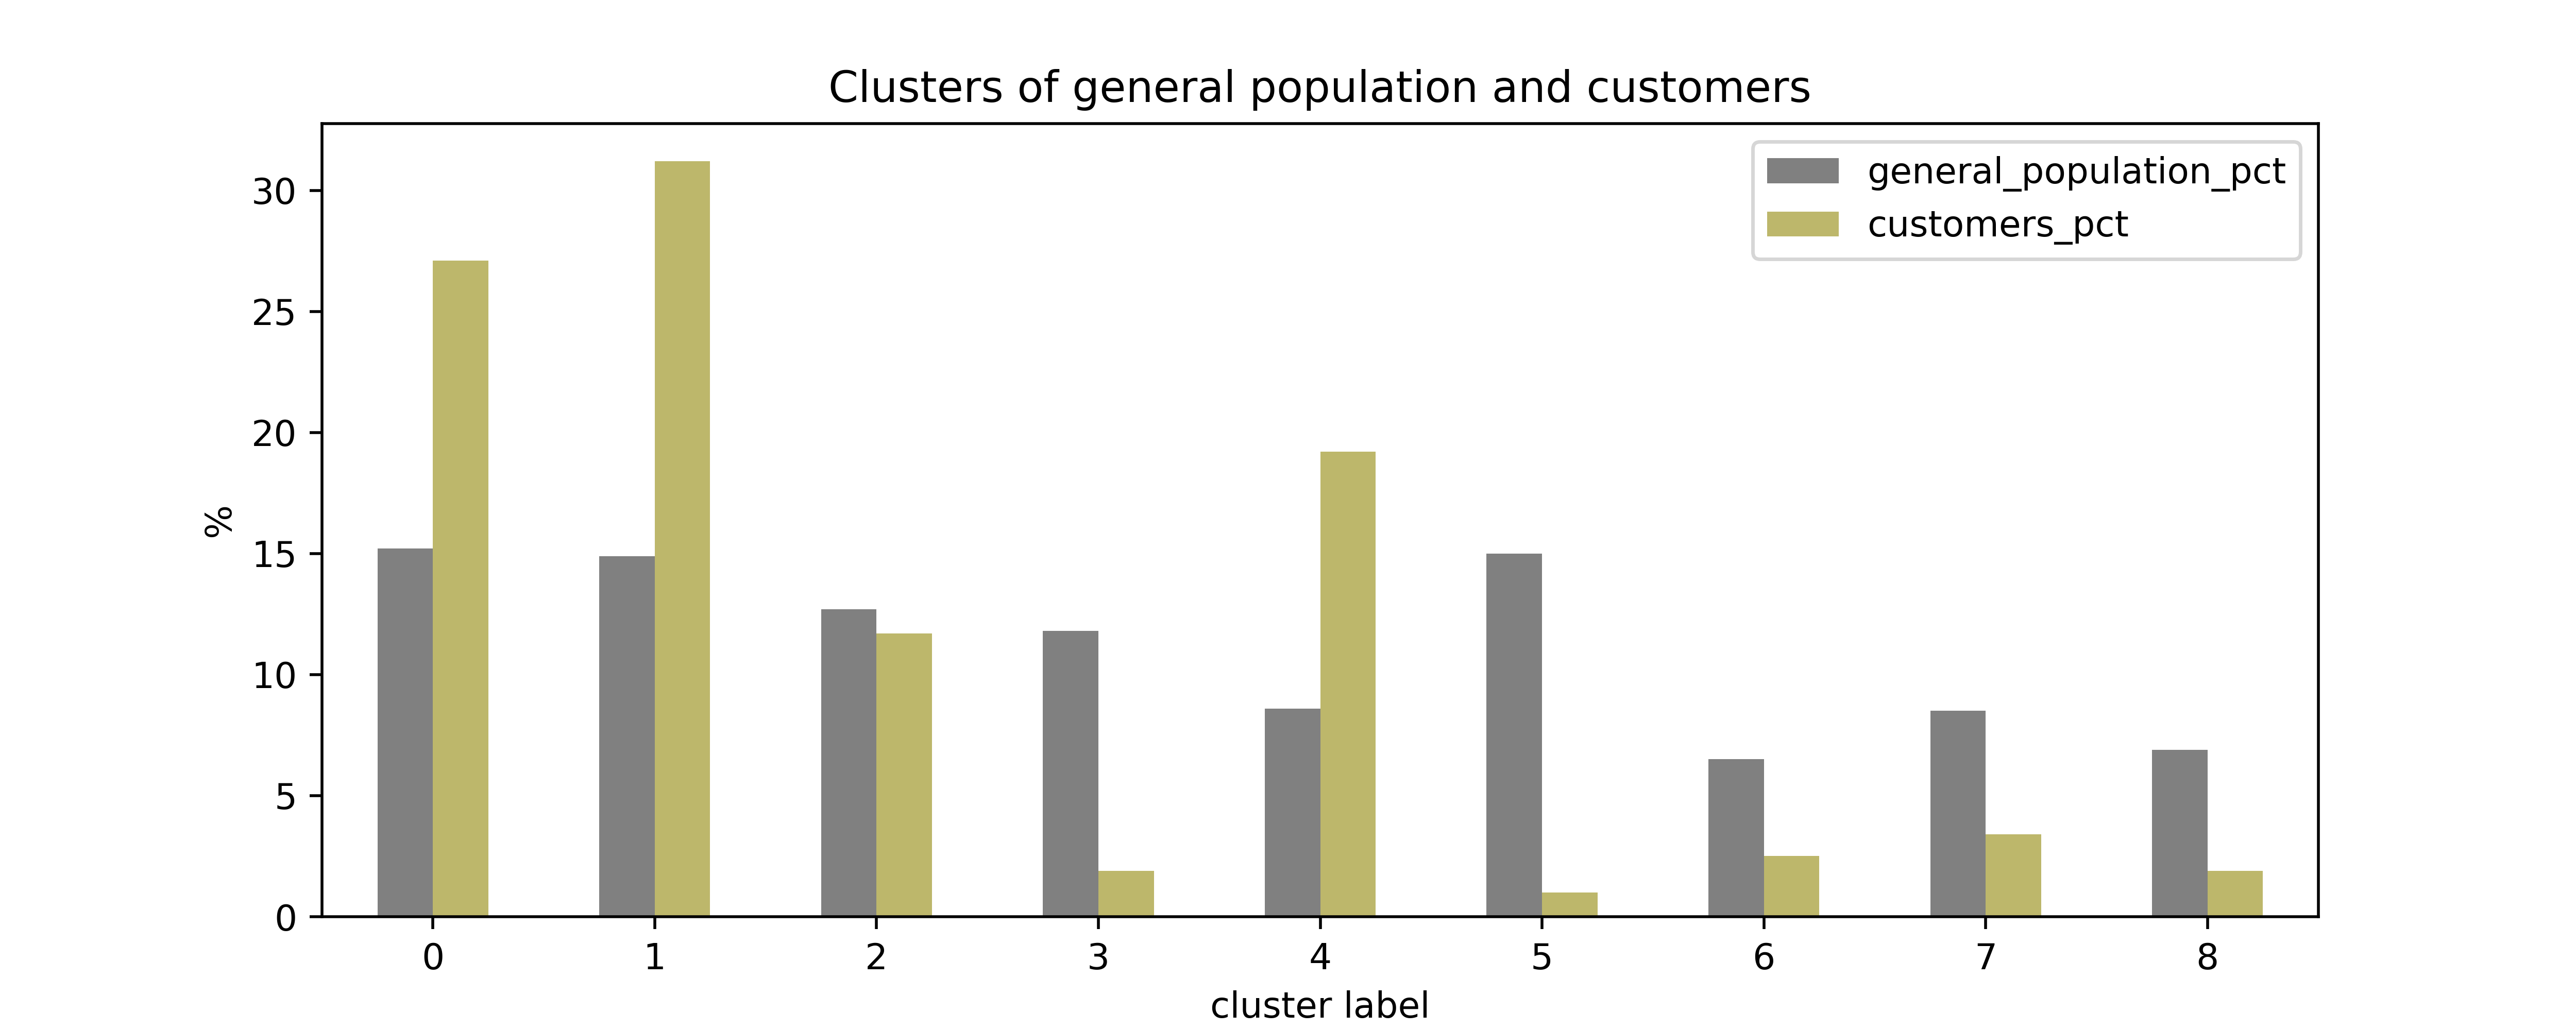 Clusters of general population and customers
general_population_pct
customers_pct
30
25
20
15
10
5
0
%
0 1 2 3 4 5 6 7 8
cluster label